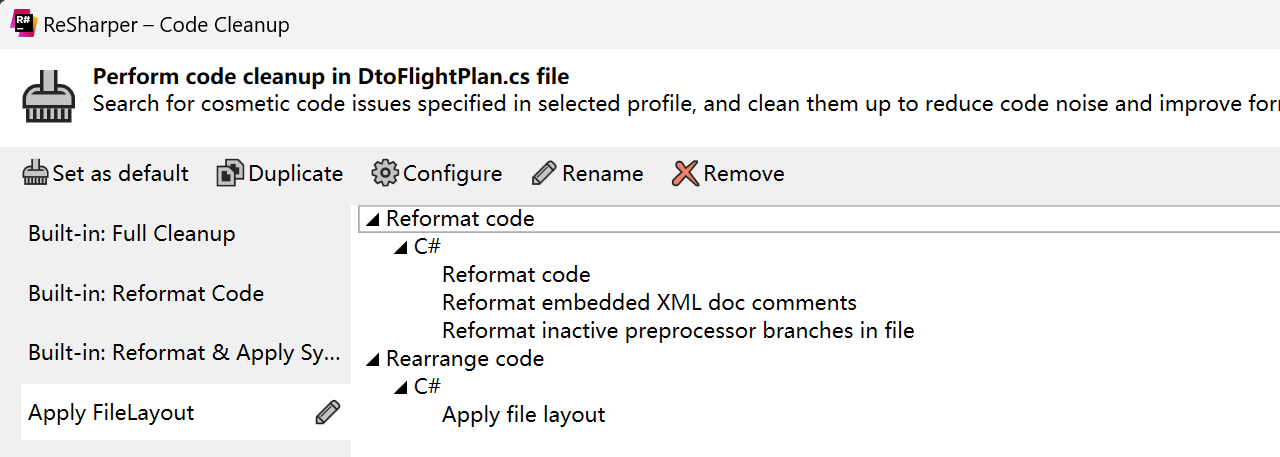 R#
ReSharper – Code Cleanup
Perform code cleanup in DtoFlightPlan.cs file
Search for cosmetic code issues specified in selected profile, and clean them up to reduce code noise and improve
Set as default Duplicate Configure Rename Remove
Built-in: Full Cleanup
Built-in: Reformat Code
Built-in: Reformat & Apply Sy...
Apply FileLayout
Reformat code
C#
Reformat code
Reformat embedded XML doc comments
Reformat inactive preprocessor branches in file
Rearrange code
C#
Apply file layout